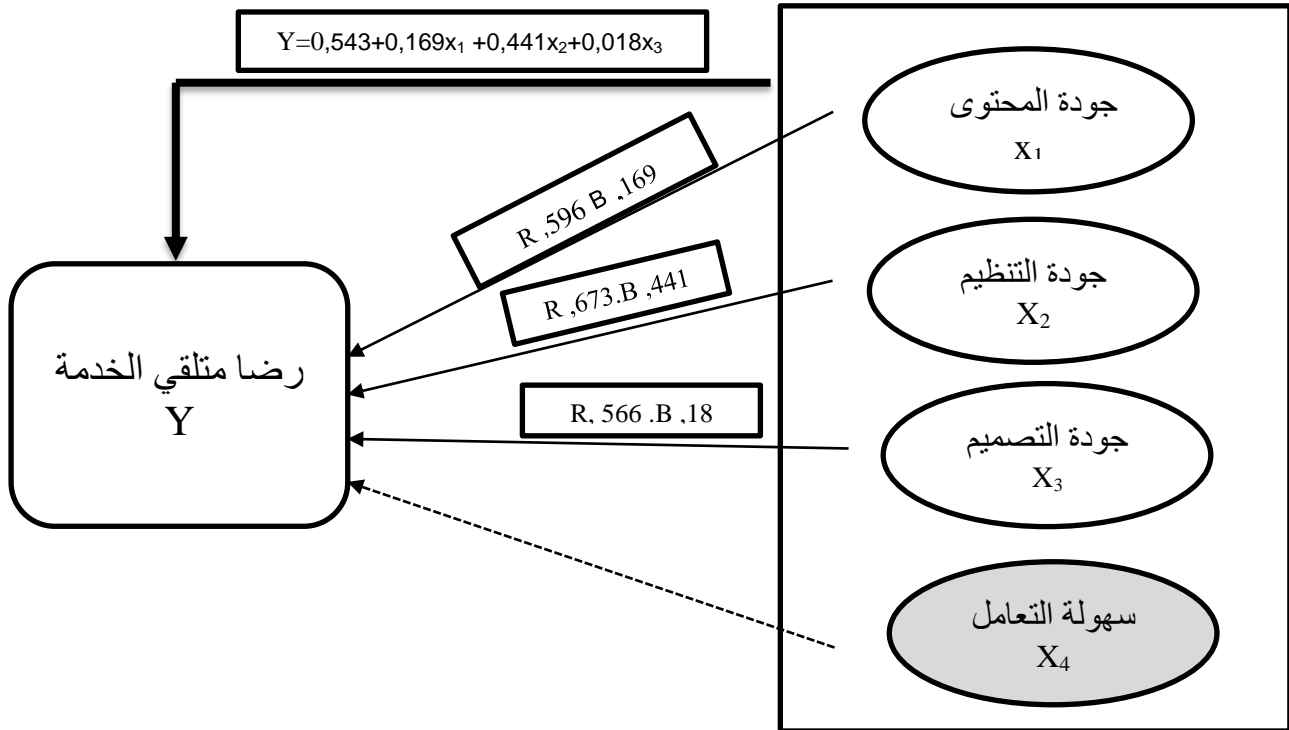 Y=0,543+0,169x₁ +0,441x₂+0,018x₃
جودة المحتوى
X₁
R ,596 B ,169
جودة التنظيم
X₂
R ,673.B ,441
رضا متلقي الخدمة
Y
R, 566 .B ,18
جودة التصميم
X₃
سهولة التعامل
X₄